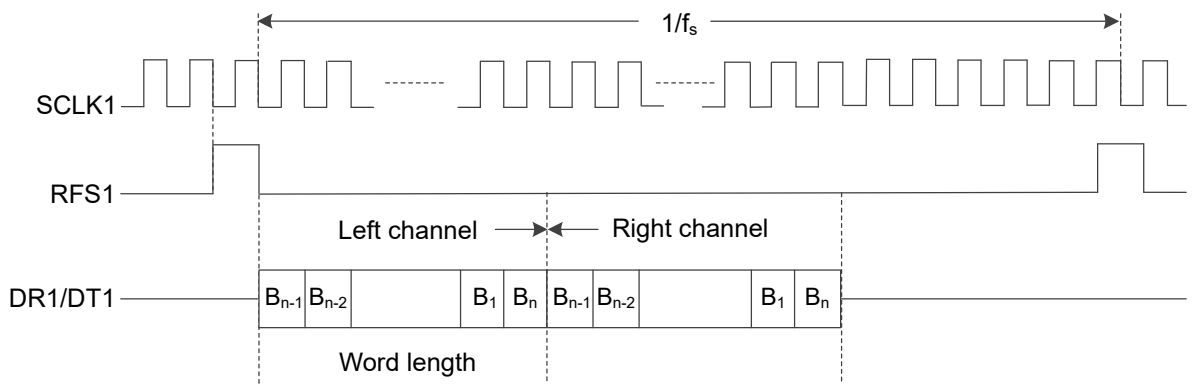 1/fs
SCLK1
RFS1
Left channel
Right channel
DR1/DT1
Bn-1 Bn-2 B1 Bn Bn-1 Bn-2 B1 Bn
Word length